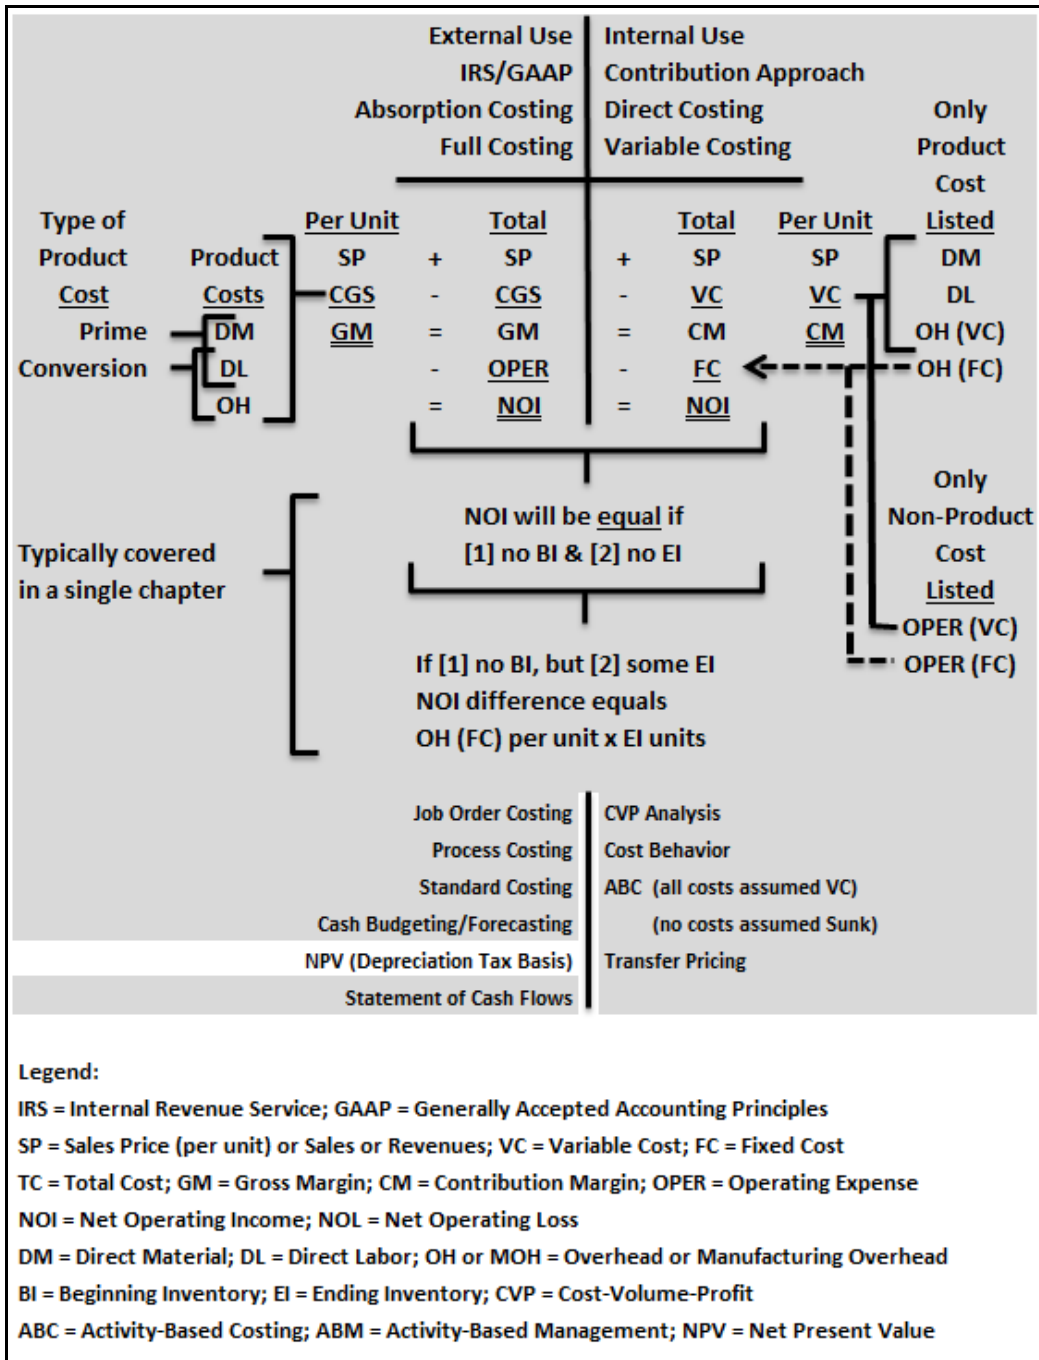 External Use Internal Use
IRS/GAAP Contribution Approach
Absorption Costing Direct Costing Only
Full Costing Variable Costing Product
Cost
Type of Per Unit Total Total Per Unit Listed
Product Product SP + SP + SP SP DM
Cost Costs CGS - CGS - VC VC DL
Prime DM GM = GM = CM CM OH (VC)
Conversion DL - OPER - FC OH (FC)
OH = NOI = NOI
Only
NOI will be equal if Non-Product
Typically covered [1] no BI & [2] no EI Cost
in a single chapter Listed
OPER (VC)
If [1] no BI, but [2] some EI OPER (FC)
NOI difference equals
OH (FC) per unit x EI units
Job Order Costing CVP Analysis
Process Costing Cost Behavior
Standard Costing ABC (all costs assumed VC)
Cash Budgeting/Forecasting (no costs assumed Sunk)
NPV (Depreciation Tax Basis) Transfer Pricing
Statement of Cash Flows
Legend:
IRS = Internal Revenue Service; GAAP = Generally Accepted Accounting Principles
SP = Sales Price (per unit) or Sales or Revenues; VC = Variable Cost; FC = Fixed Cost
TC = Total Cost; GM = Gross Margin; CM = Contribution Margin; OPER = Operating Expense
NOI = Net Operating Income; NOL = Net Operating Loss
DM = Direct Material; DL = Direct Labor; OH or MOH = Overhead or Manufacturing Overhead
BI = Beginning Inventory; EI = Ending Inventory; CVP = Cost-Volume-Profit
ABC = Activity-Based Costing; ABM = Activity-Based Management; NPV = Net Present Value